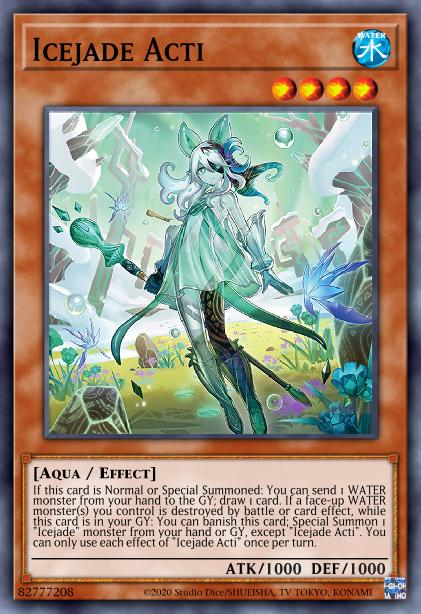 Icejade Acti
WATER
水
[Aqua / Effect]
If this card is Normal or Special Summoned: You can send 1 WATER
monster from your hand to the GY; draw 1 card. If a face-up WATER
monster(s) you control is destroyed by battle or card effect, while
this card is in your GY: You can banish this card; Special Summon 1
"Icejade" monster from your hand or GY, except "Icejade Acti". You
can only use each effect of "Icejade Acti" once per turn.
ATK/1000 DEF/1000
82777208 ©2020 Studio Dice/SHUEISHA, TV TOKYO, KONAMI